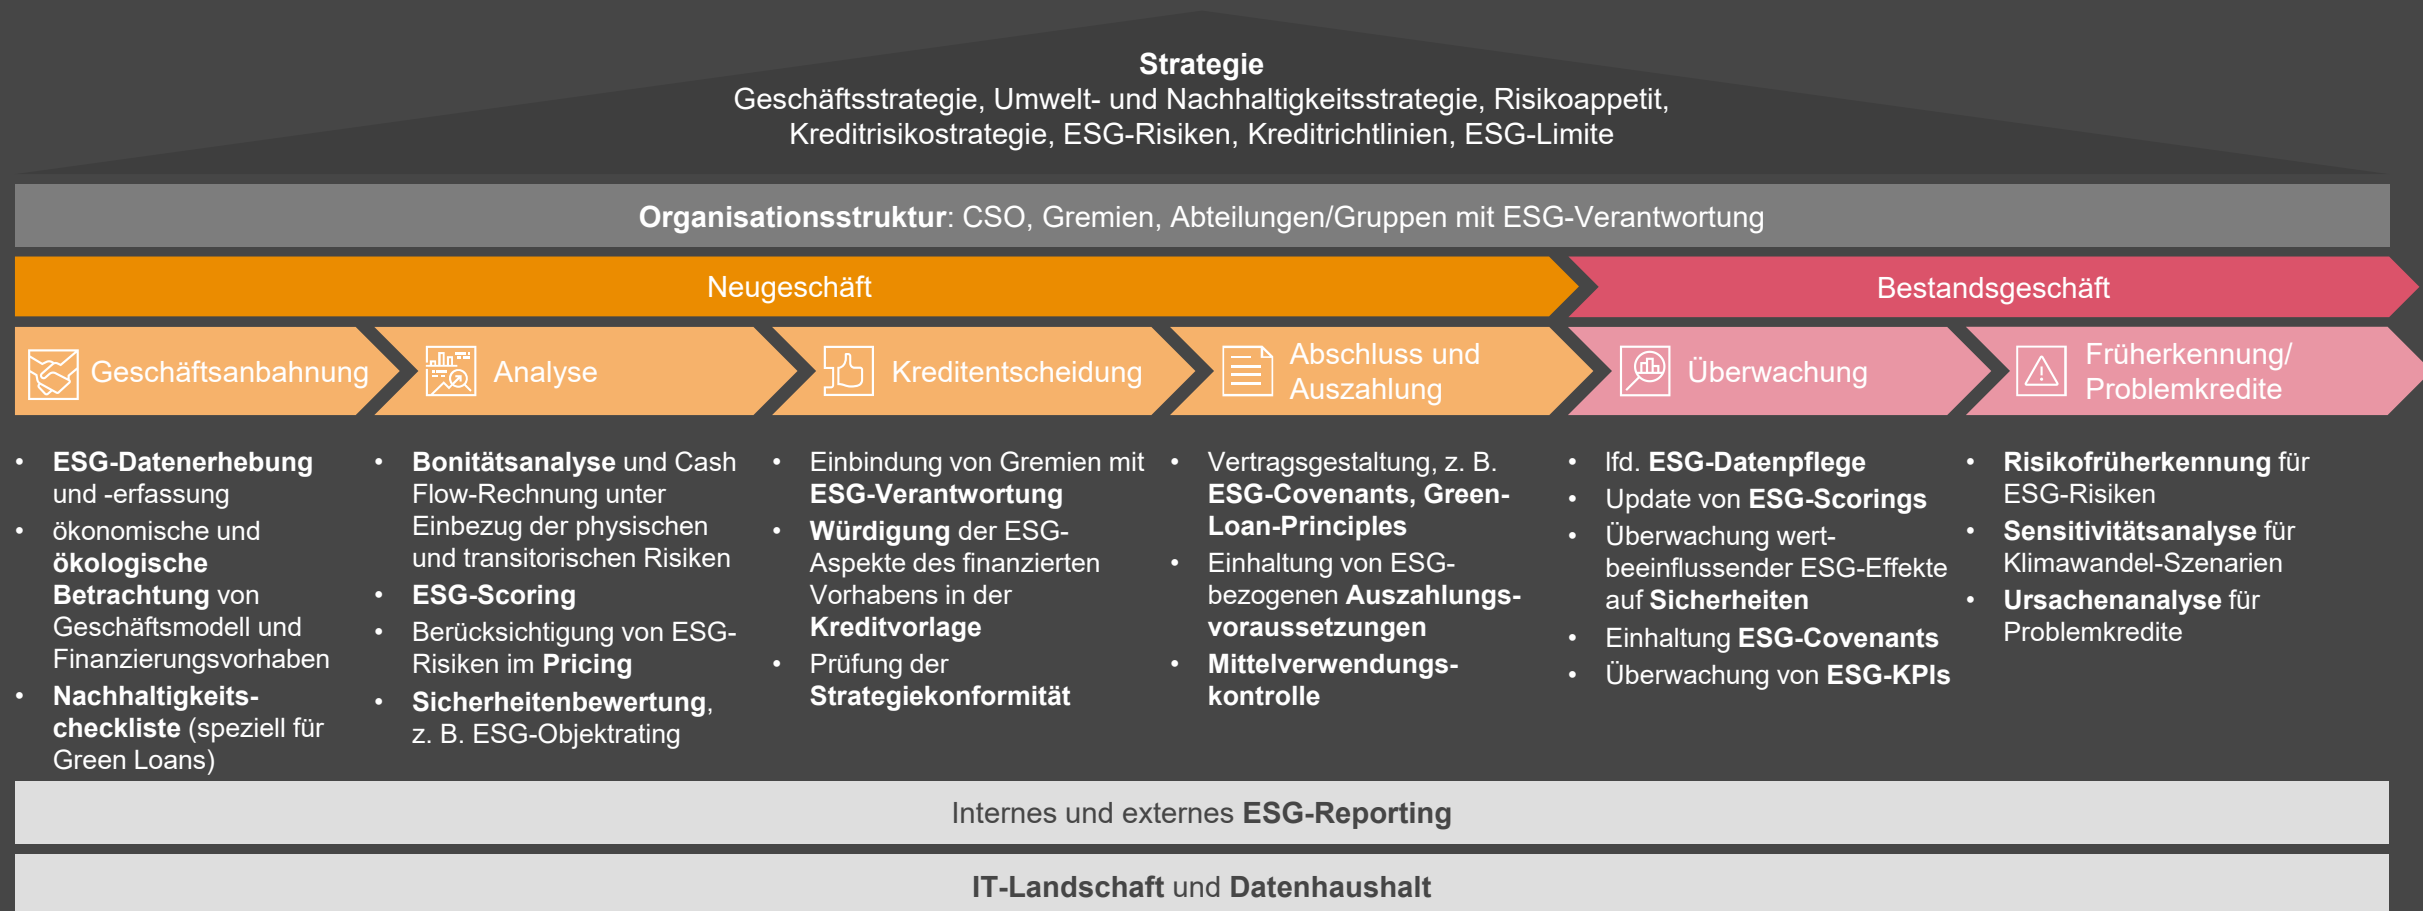 Strategie
Geschäftsstrategie, Umwelt- und Nachhaltigkeitsstrategie, Risikoappetit,
Kreditrisikostrategie, ESG-Risiken, Kreditrichtlinien, ESG-Limite
Organisationsstruktur: CSO, Gremien, Abteilungen/Gruppen mit ESG-Verantwortung
Neugeschäft
Bestandsgeschäft
Geschäftsanbahnung
Analyse
Kreditentscheidung
Abschluss und
Auszahlung
Überwachung
Früherkennung/
Problemkredite
• ESG-Datenerhebung
und -erfassung
• ökonomische und
ökologische
Betrachtung von
Geschäftsmodell und
Finanzierungsvorhaben
• Nachhaltigkeits-
checkliste (speziell für
Green Loans)
• Bonitätsanalyse und Cash
Flow-Rechnung unter
Einbezug der physischen
und transitorischen Risiken
• ESG-Scoring
• Berücksichtigung von ESG-
Risiken im Pricing
• Sicherheitenbewertung,
z. B. ESG-Objektrating
• Einbindung von Gremien mit
ESG-Verantwortung
• Würdigung der ESG-
Aspekte des finanzierten
Vorhabens in der
Kreditvorlage
• Prüfung der
Strategiekonformität
• Vertragsgestaltung, z. B.
ESG-Covenants, Green-
Loan-Principles
• Einhaltung von ESG-
bezogenen Auszahlungs-
voraussetzungen
• Mittelverwendungs-
kontrolle
• lfd. ESG-Datenpflege
• Update von ESG-Scorings
• Überwachung wert-
beeinflussender ESG-Effekte
auf Sicherheiten
• Einhaltung ESG-Covenants
• Überwachung von ESG-KPIs
• Risikofrüherkennung für
ESG-Risiken
• Sensitivitätsanalyse für
Klimawandel-Szenarien
• Ursachenanalyse für
Problemkredite
Internes und externes ESG-Reporting
IT-Landschaft und Datenhaushalt